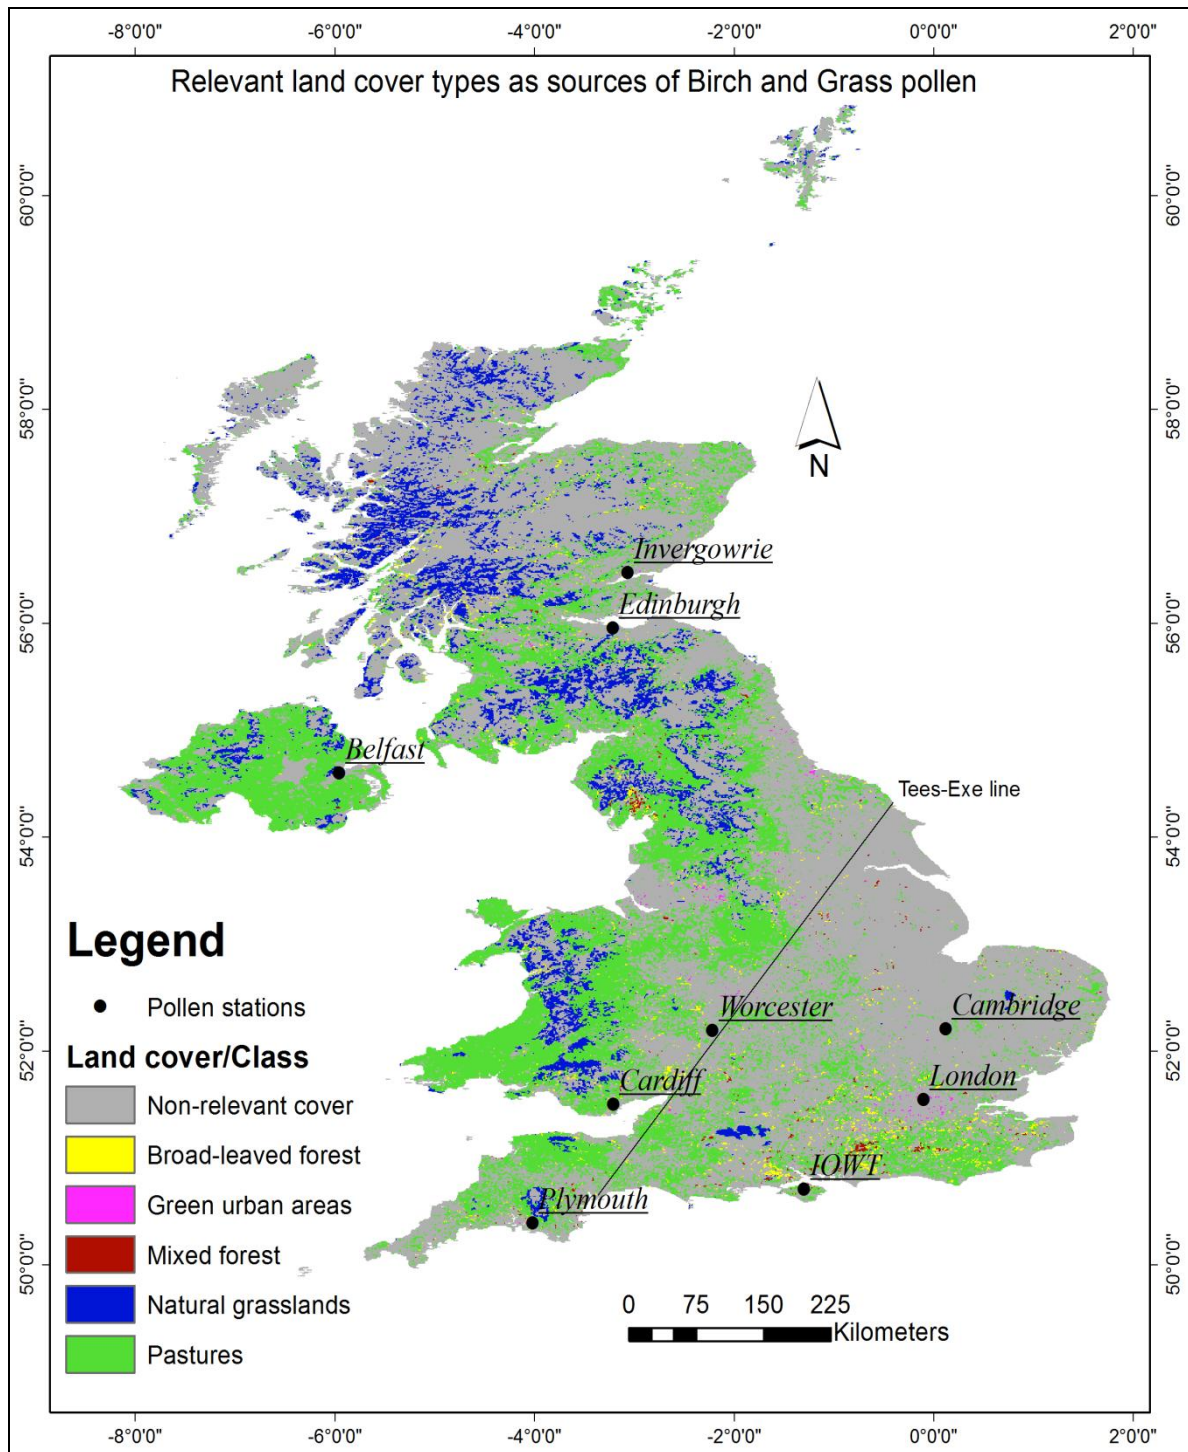 -8°0'0" -6°0'0" -4°0'0" -2°0'0" 0°0'0" 2°0'0"
Relevant land cover types as sources of Birch and Grass pollen
60°0'0" 60°0'0"
58°0'0" 58°0'0"
N
Invergowrie
Edinburgh
56°0'0" 56°0'0"
Belfast
Tees-Exe line
54°0'0" 54°0'0"
Legend
Pollen stations
Worcester
Cambridge
52°0'0" 52°0'0"
Land cover/Class
Cardiff
London
Non-relevant cover
Broad-leaved forest
IOWT
Green urban areas
Plymouth
Mixed forest
50°0'0" 50°0'0"
Natural grasslands
0 75 150 225
Kilometers
Pastures
-8°0'0" -6°0'0" -4°0'0" -2°0'0" 0°0'0" 2°0'0"